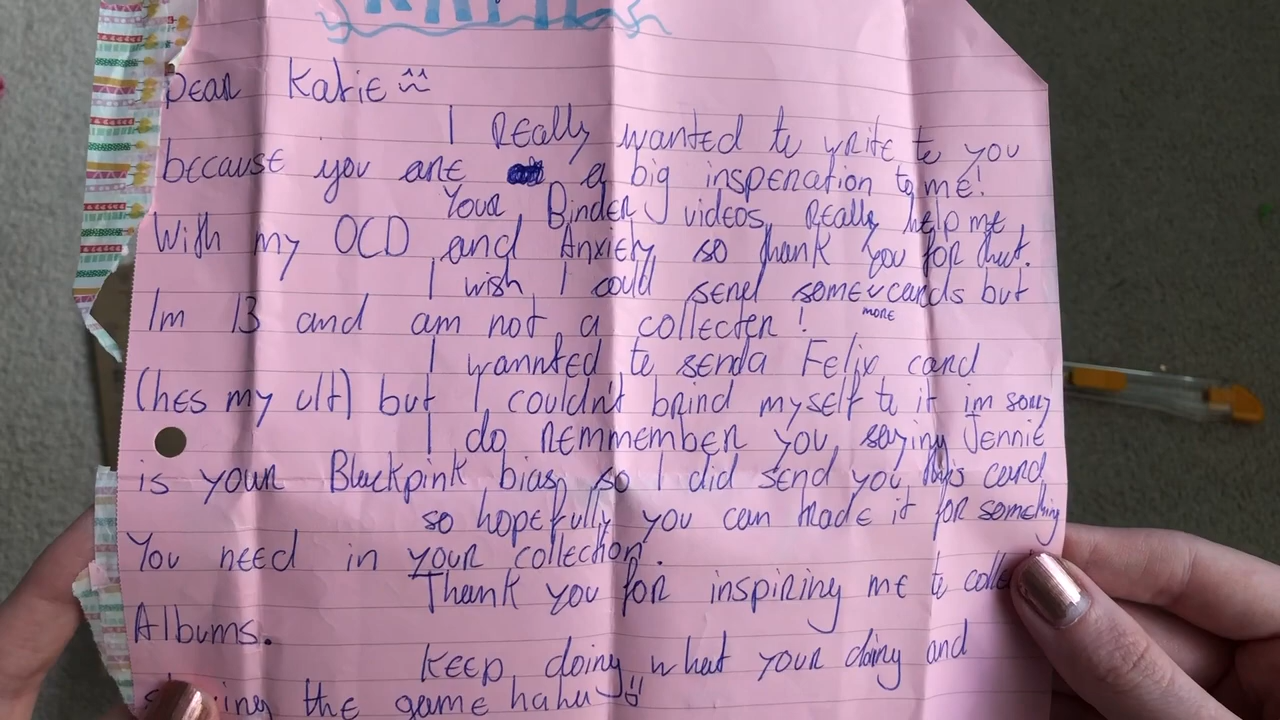 Dear Katie ^^
I Really wanted to write to you
because you are a big insperation to me!
Your Binder videos really help me
With my OCD and Anxiety so thank you for that.
I wish I could send some more cards but
Im 13 and am not a collecter!
I wannted to send a Felix card
(hes my ult) but I couldn't brind myself to it im sorry
I do remmember you saying Jennie
is your Blackpink bias so I did send you this card
so hopefully you can trade it for something
You need in your collection.
Thank you for inspiring me to
Albums.
Keep doing what your doing and
the game haha